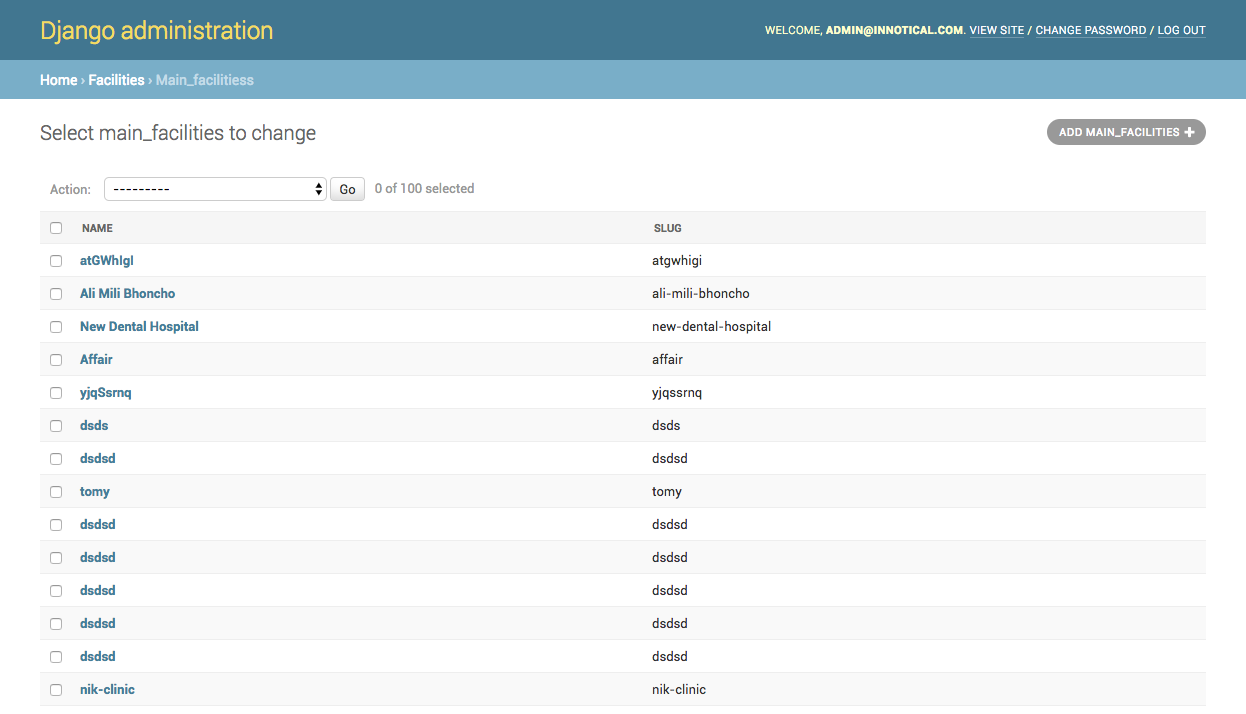 Django administration
WELCOME, ADMIN@INNOTICAL.COM. VIEW SITE / CHANGE PASSWORD / LOG OUT
Home › Facilities › Main_facilitiess
Select main_facilities to change
ADD MAIN_FACILITIES +
Action: --------- Go 0 of 100 selected
NAME SLUG
atGWhIgI atgwhigi
Ali Mili Bhoncho ali-mili-bhoncho
New Dental Hospital new-dental-hospital
Affair affair
yjqSsrnq yjqssrnq
dsds dsds
dsdsd dsdsd
tomy tomy
dsdsd dsdsd
dsdsd dsdsd
dsdsd dsdsd
dsdsd dsdsd
dsdsd dsdsd
nik-clinic nik-clinic